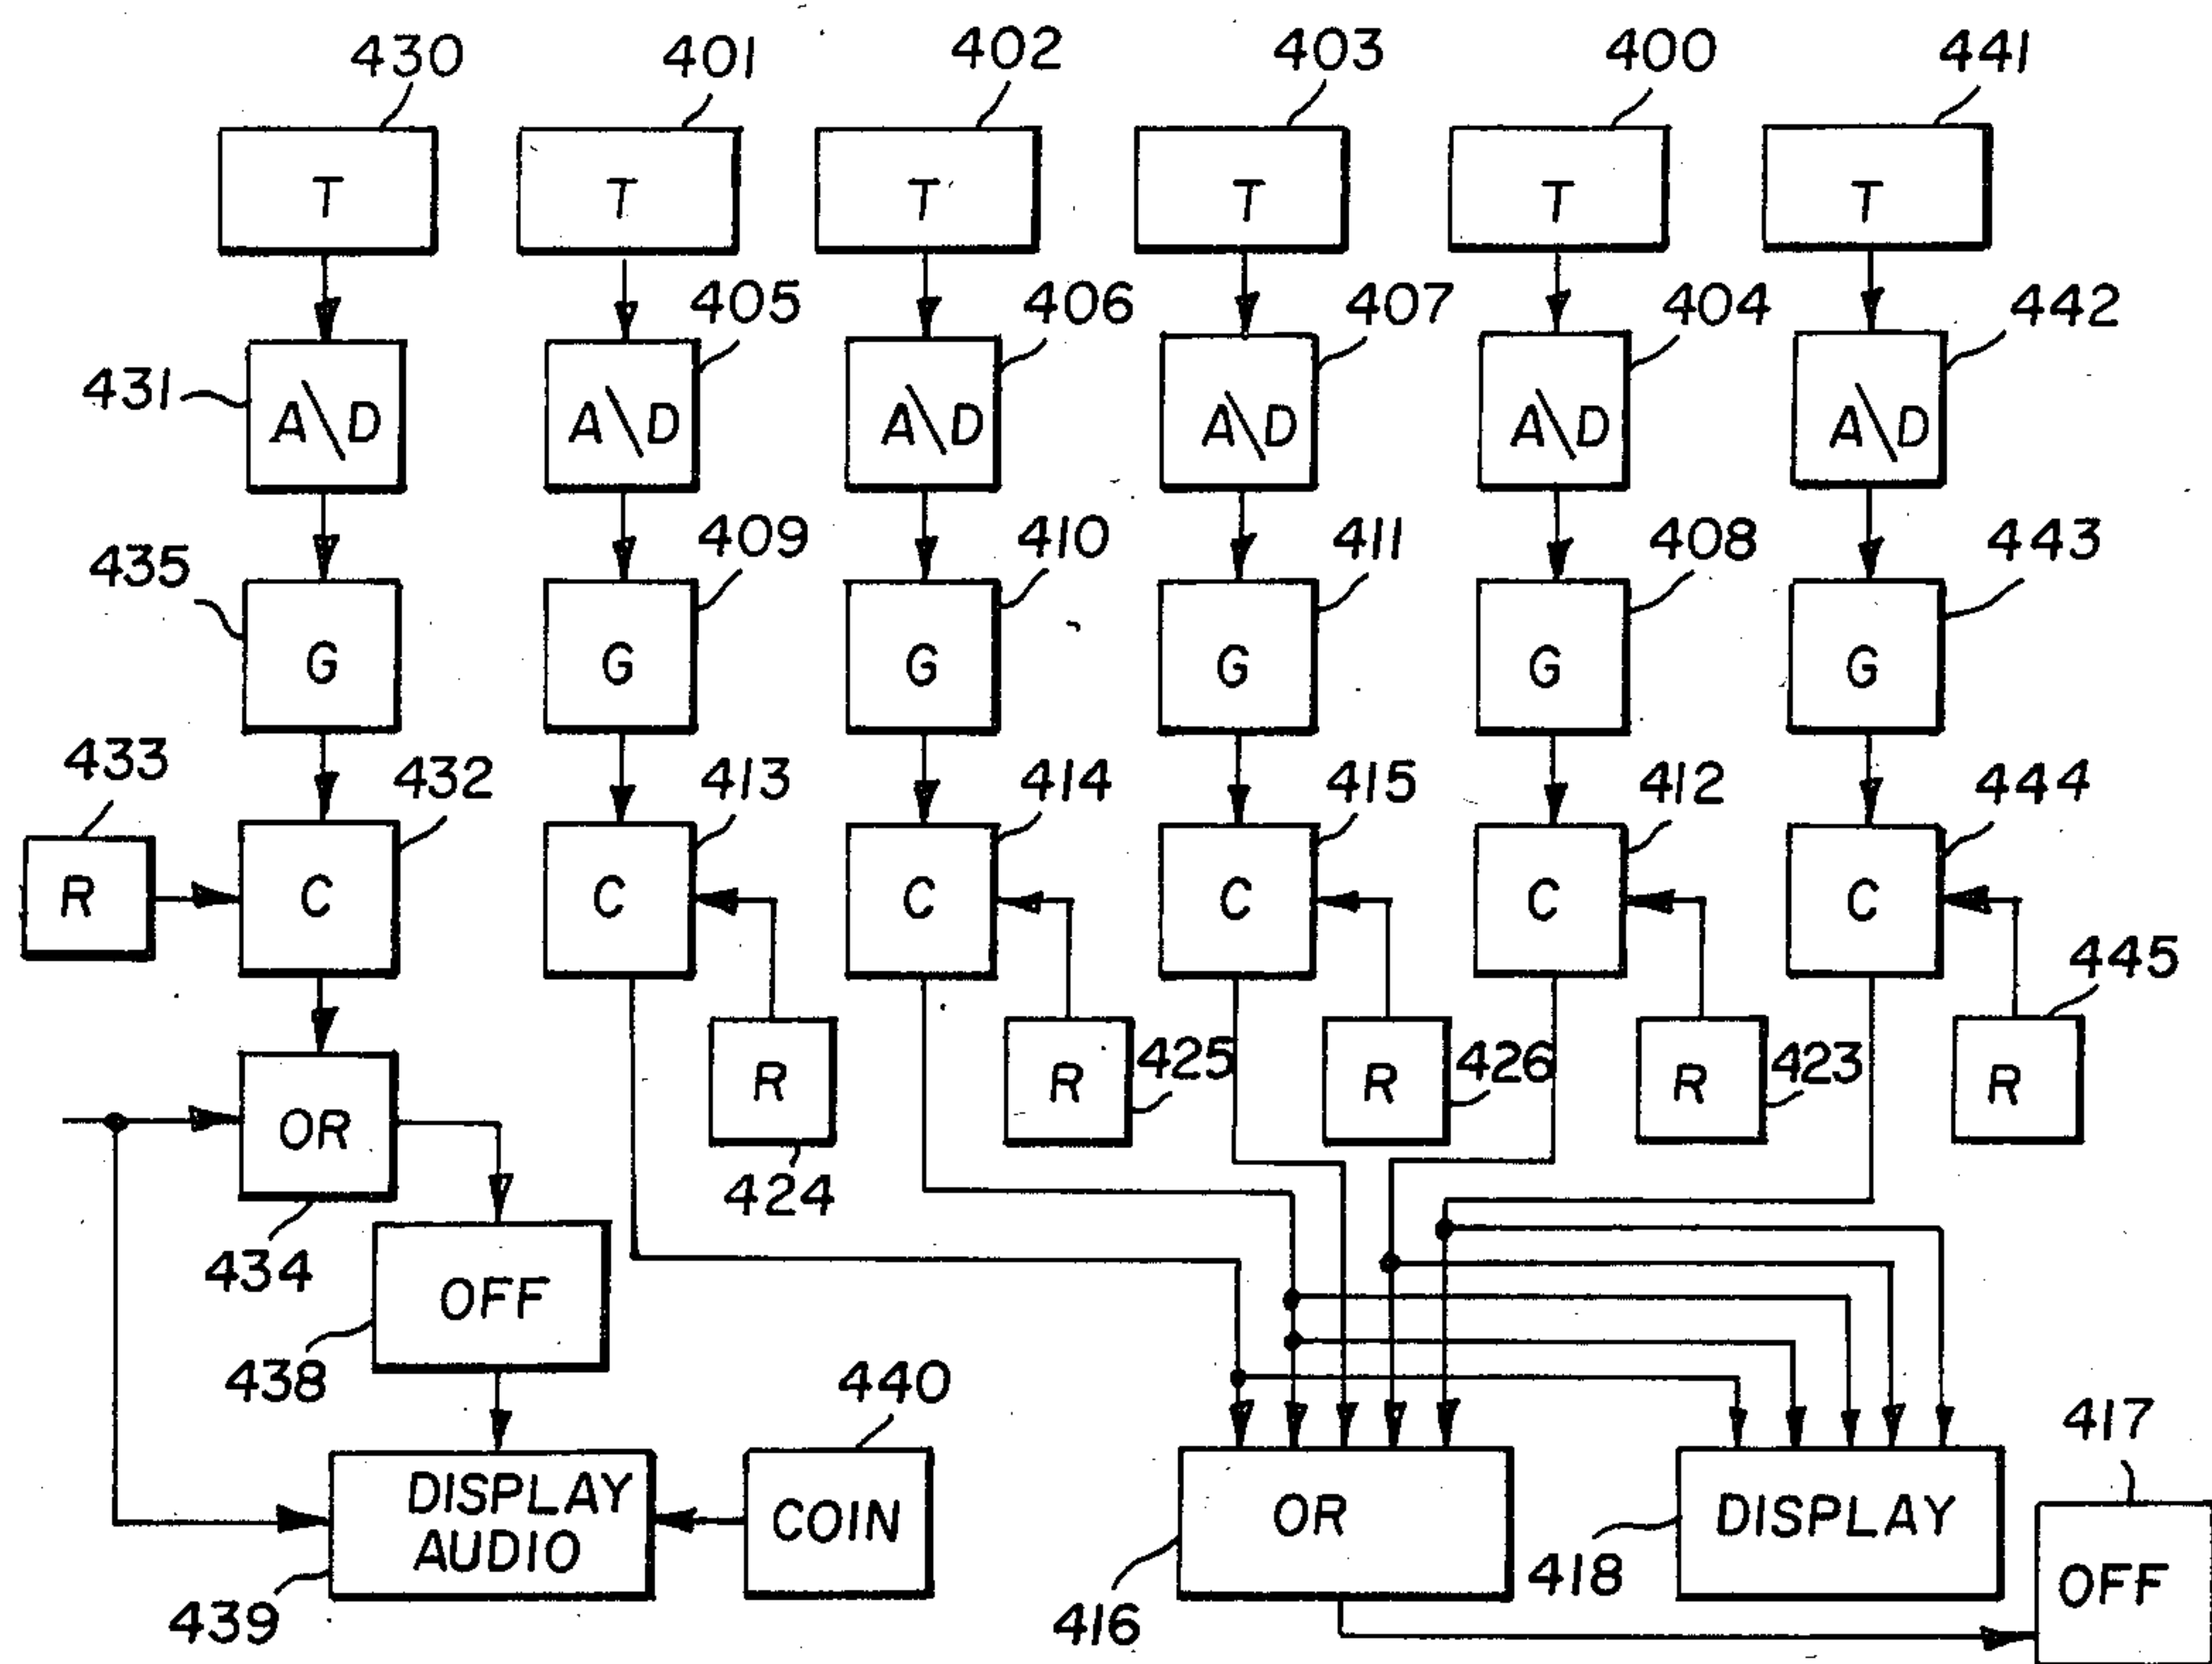 430 401 402 403 400 441
T T T T T T
405 406 407 404 442
431
A\D A\D A\D A\D A\D A\D
435 409 410 411 408 443
G G G G G G
433 432 413 414 415 412 444
R C C C C C C
445
R R R R R
425 426 423
424
OR
434
OFF
438
440
417
DISPLAY
AUDIO
COIN
OR
DISPLAY
OFF
439
416
418